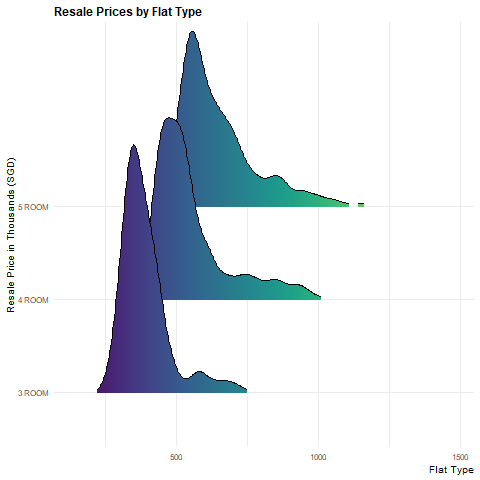 Resale Prices by Flat Type
Resale Price in Thousands (SGD)
5 ROOM
4 ROOM
3 ROOM
500
1000
1500
Flat Type